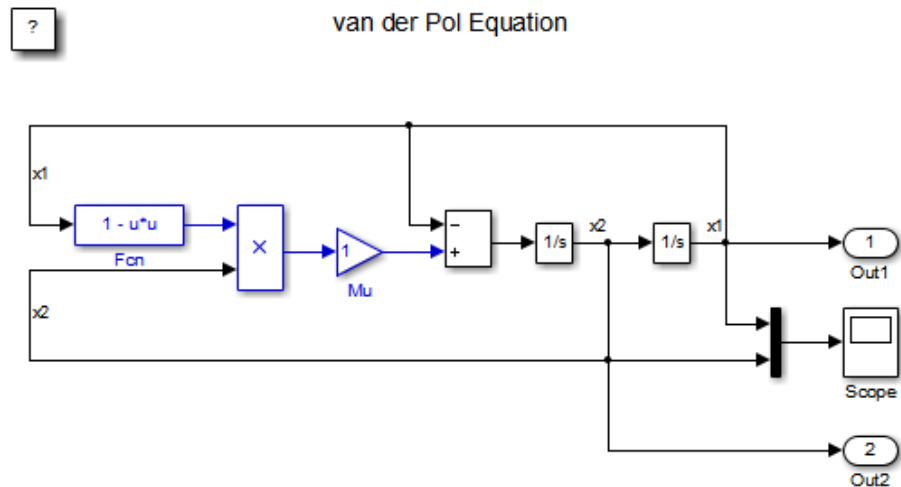 ?
van der Pol Equation
x1
1 - u*u
Fcn
×
1
Mu
−
+
1/s
x2
1/s
x1
1
Out1
x2
Scope
2
Out2